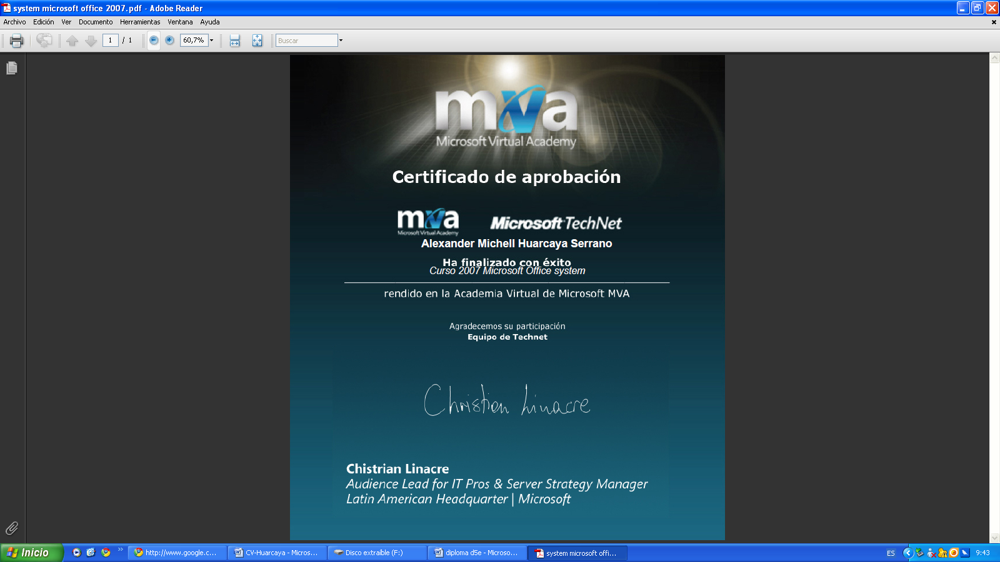 system microsoft office 2007.pdf - Adobe Reader
Archivo Edición Ver Documento Herramientas Ventana Ayuda
1 / 1 60,7% Buscar
mva
Microsoft Virtual Academy
Certificado de aprobación
mva
Microsoft Virtual Academy
Microsoft TechNet
Alexander Michell Huarcaya Serrano
Ha finalizado con éxito
Curso 2007 Microsoft Office system
rendido en la Academia Virtual de Microsoft MVA
Agradecemos su participación
Equipo de Technet
Christian Linacre
Chistrian Linacre
Audience Lead for IT Pros & Server Strategy Manager
Latin American Headquarter | Microsoft
Inicio http://www.google.c... CV-Huarcaya - Micros... Disco extraíble (F:) diploma d5e - Microso... system microsoft offi... ES 9:43